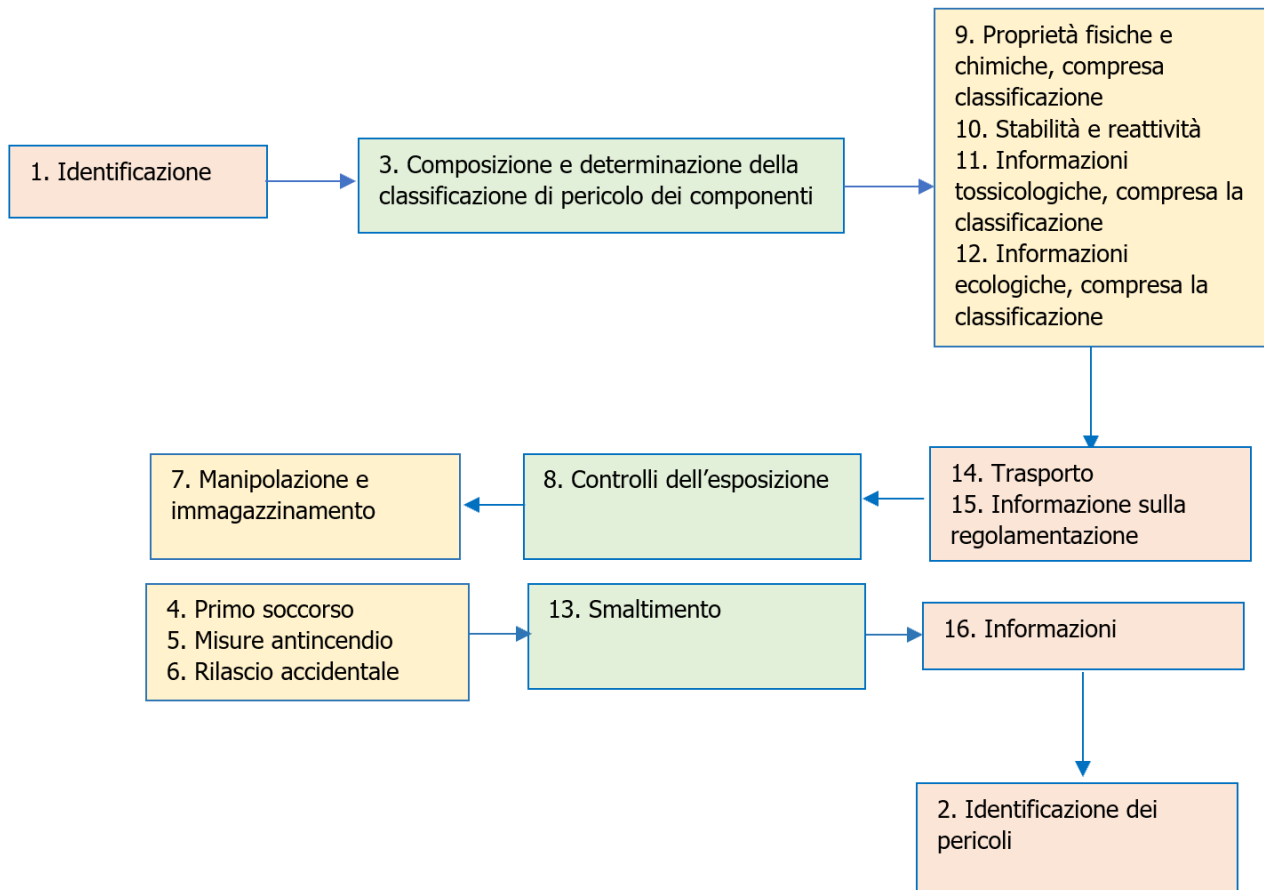 1. Identificazione
3. Composizione e determinazione della
classificazione di pericolo dei componenti
9. Proprietà fisiche e
chimiche, compresa
classificazione
10. Stabilità e reattività
11. Informazioni
tossicologiche, compresa la
classificazione
12. Informazioni
ecologiche, compresa la
classificazione
14. Trasporto
15. Informazione sulla
regolamentazione
8. Controlli dell’esposizione
7. Manipolazione e
immagazzinamento
4. Primo soccorso
5. Misure antincendio
6. Rilascio accidentale
13. Smaltimento
16. Informazioni
2. Identificazione dei
pericoli